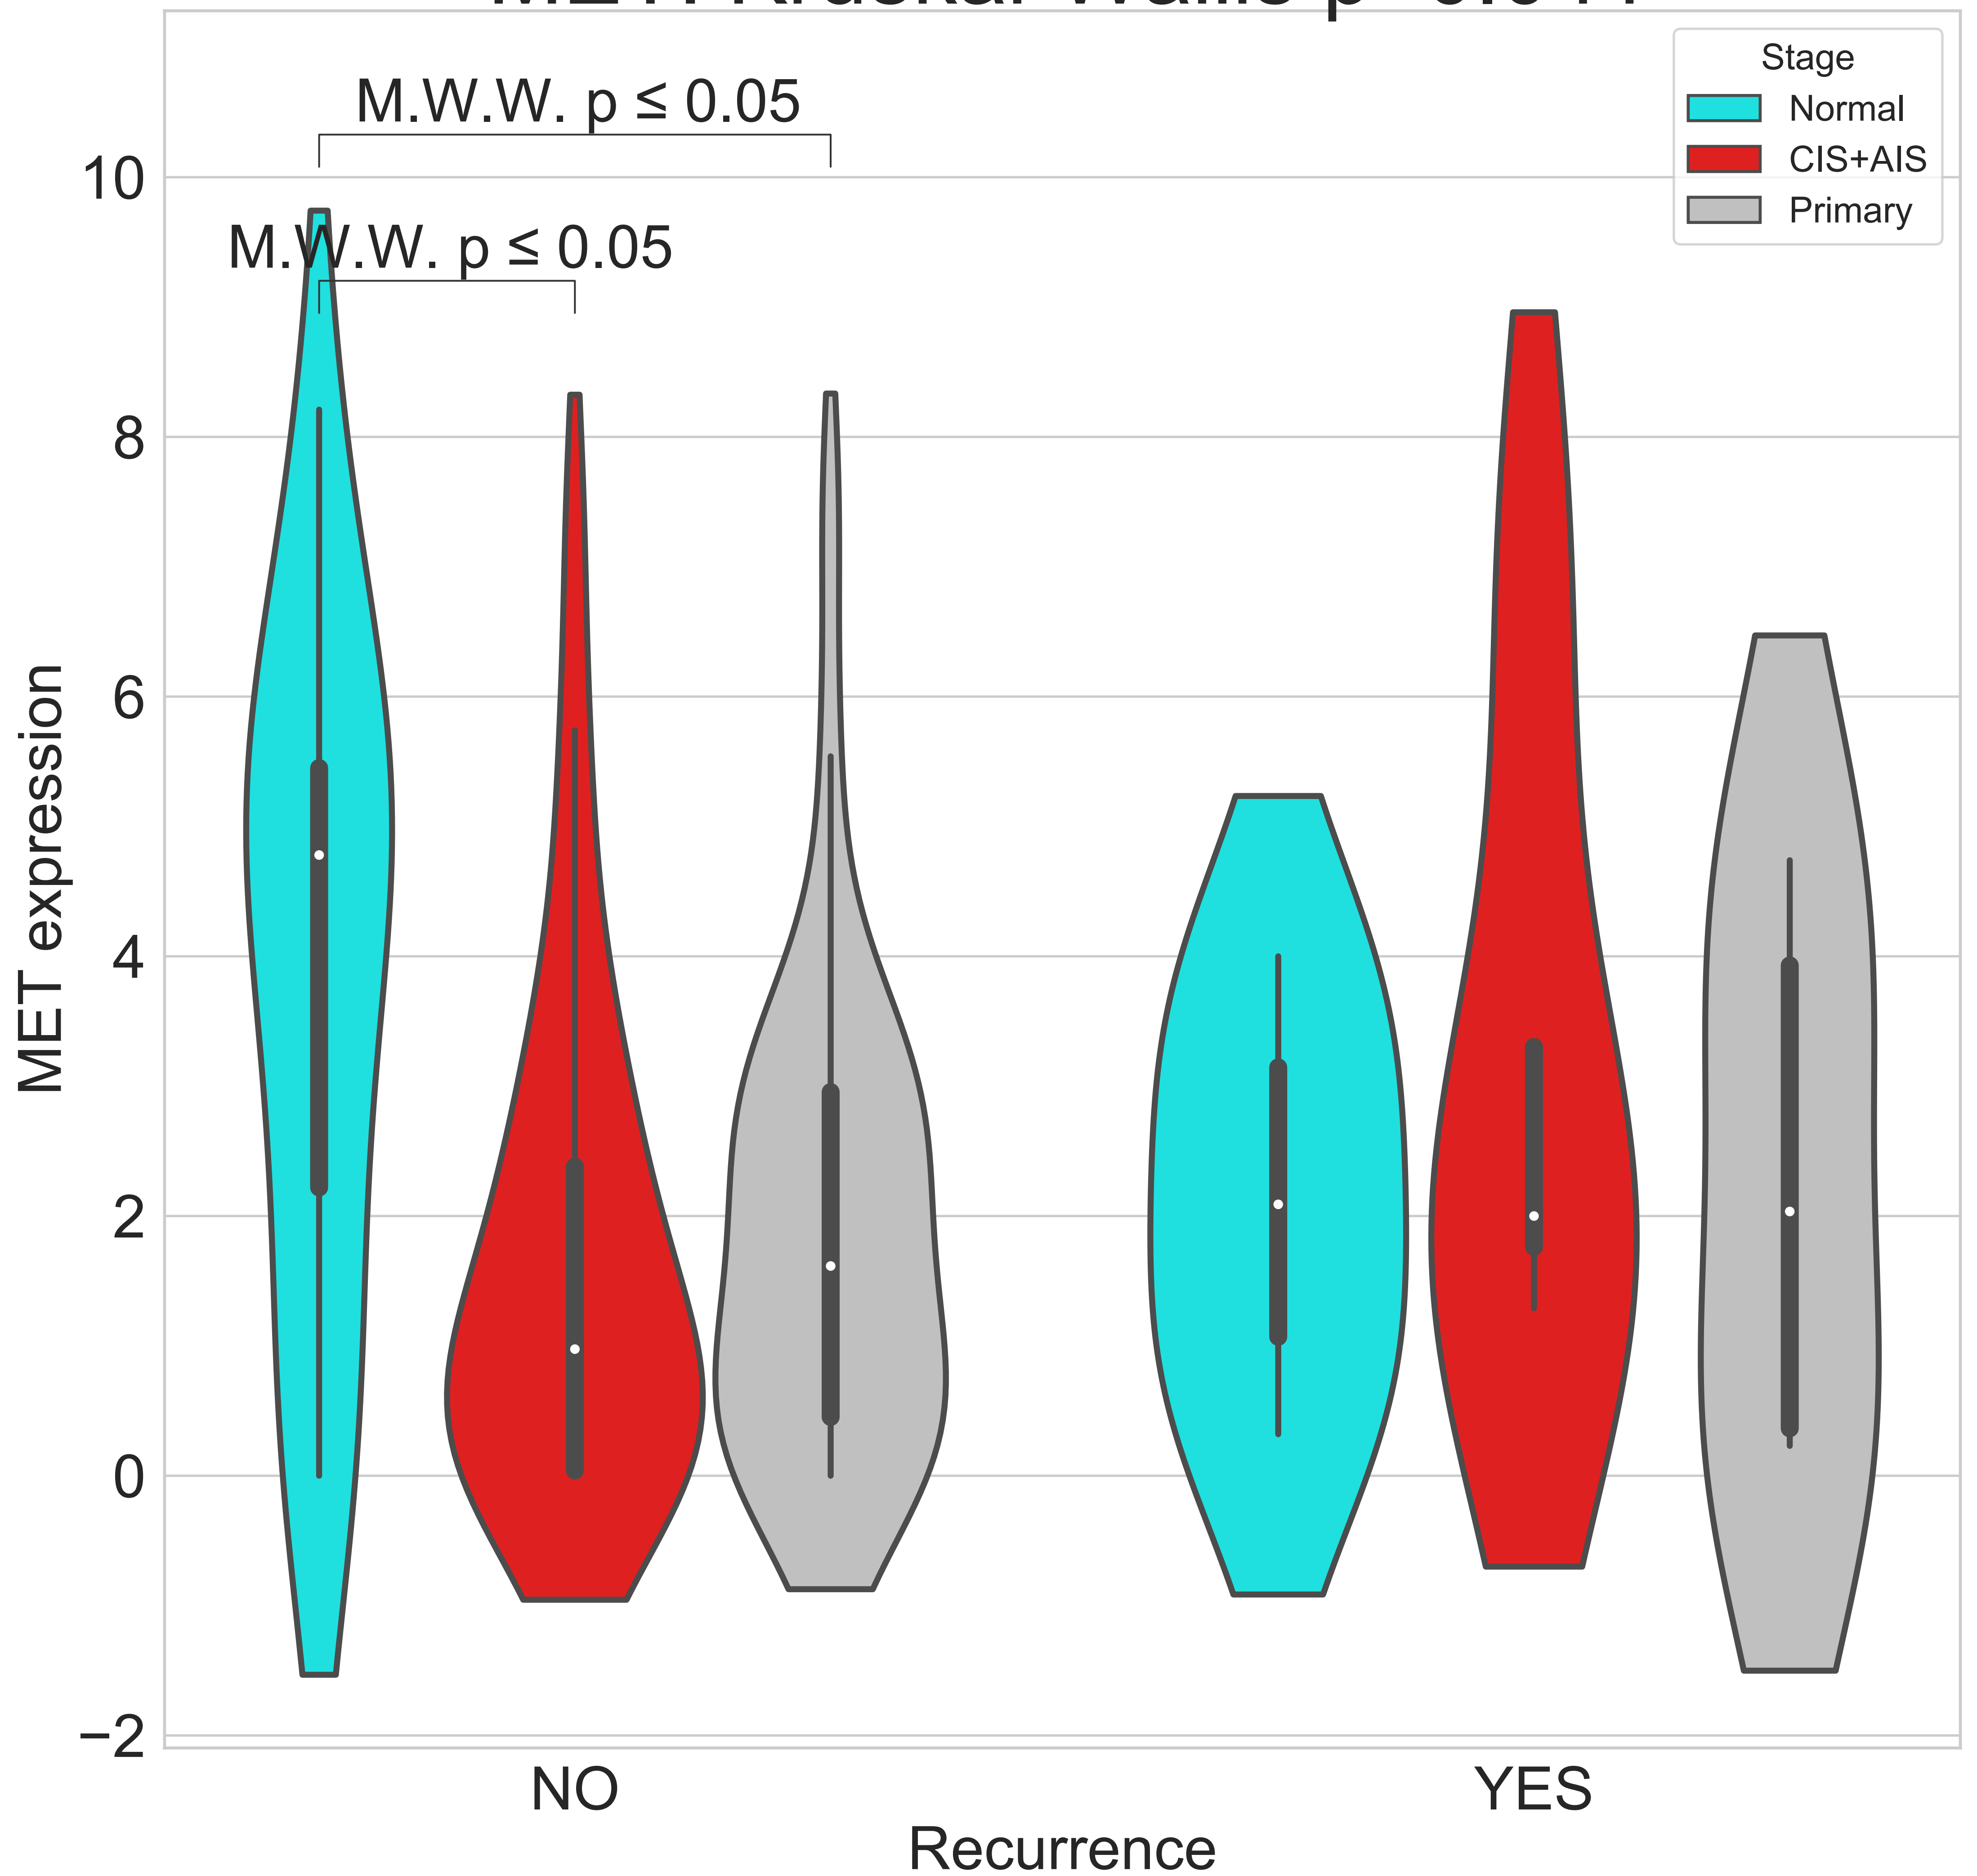 Stage
Normal
CIS+AIS
Primary
M.W.W. p ≤ 0.05
M.W.W. p ≤ 0.05
10
8
6
4
2
0
−2
MET expression
NO
YES
Recurrence